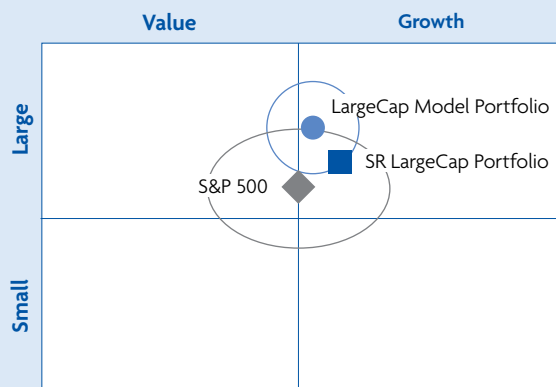 Value
Growth
Large
LargeCap Model Portfolio
SR LargeCap Portfolio
S&P 500
Small